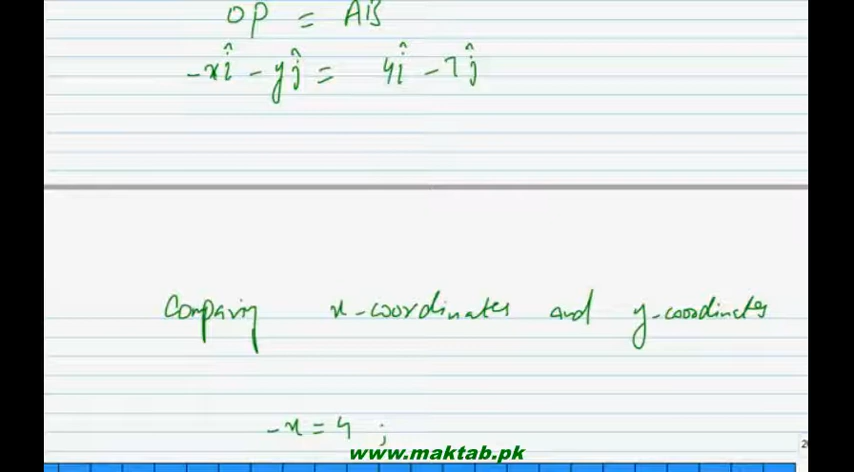 OP = AB
-xî - yĵ = 4î - 7ĵ
Comparing x-coordinates and y-coordinates
-x = 4 ;
www.maktab.pk